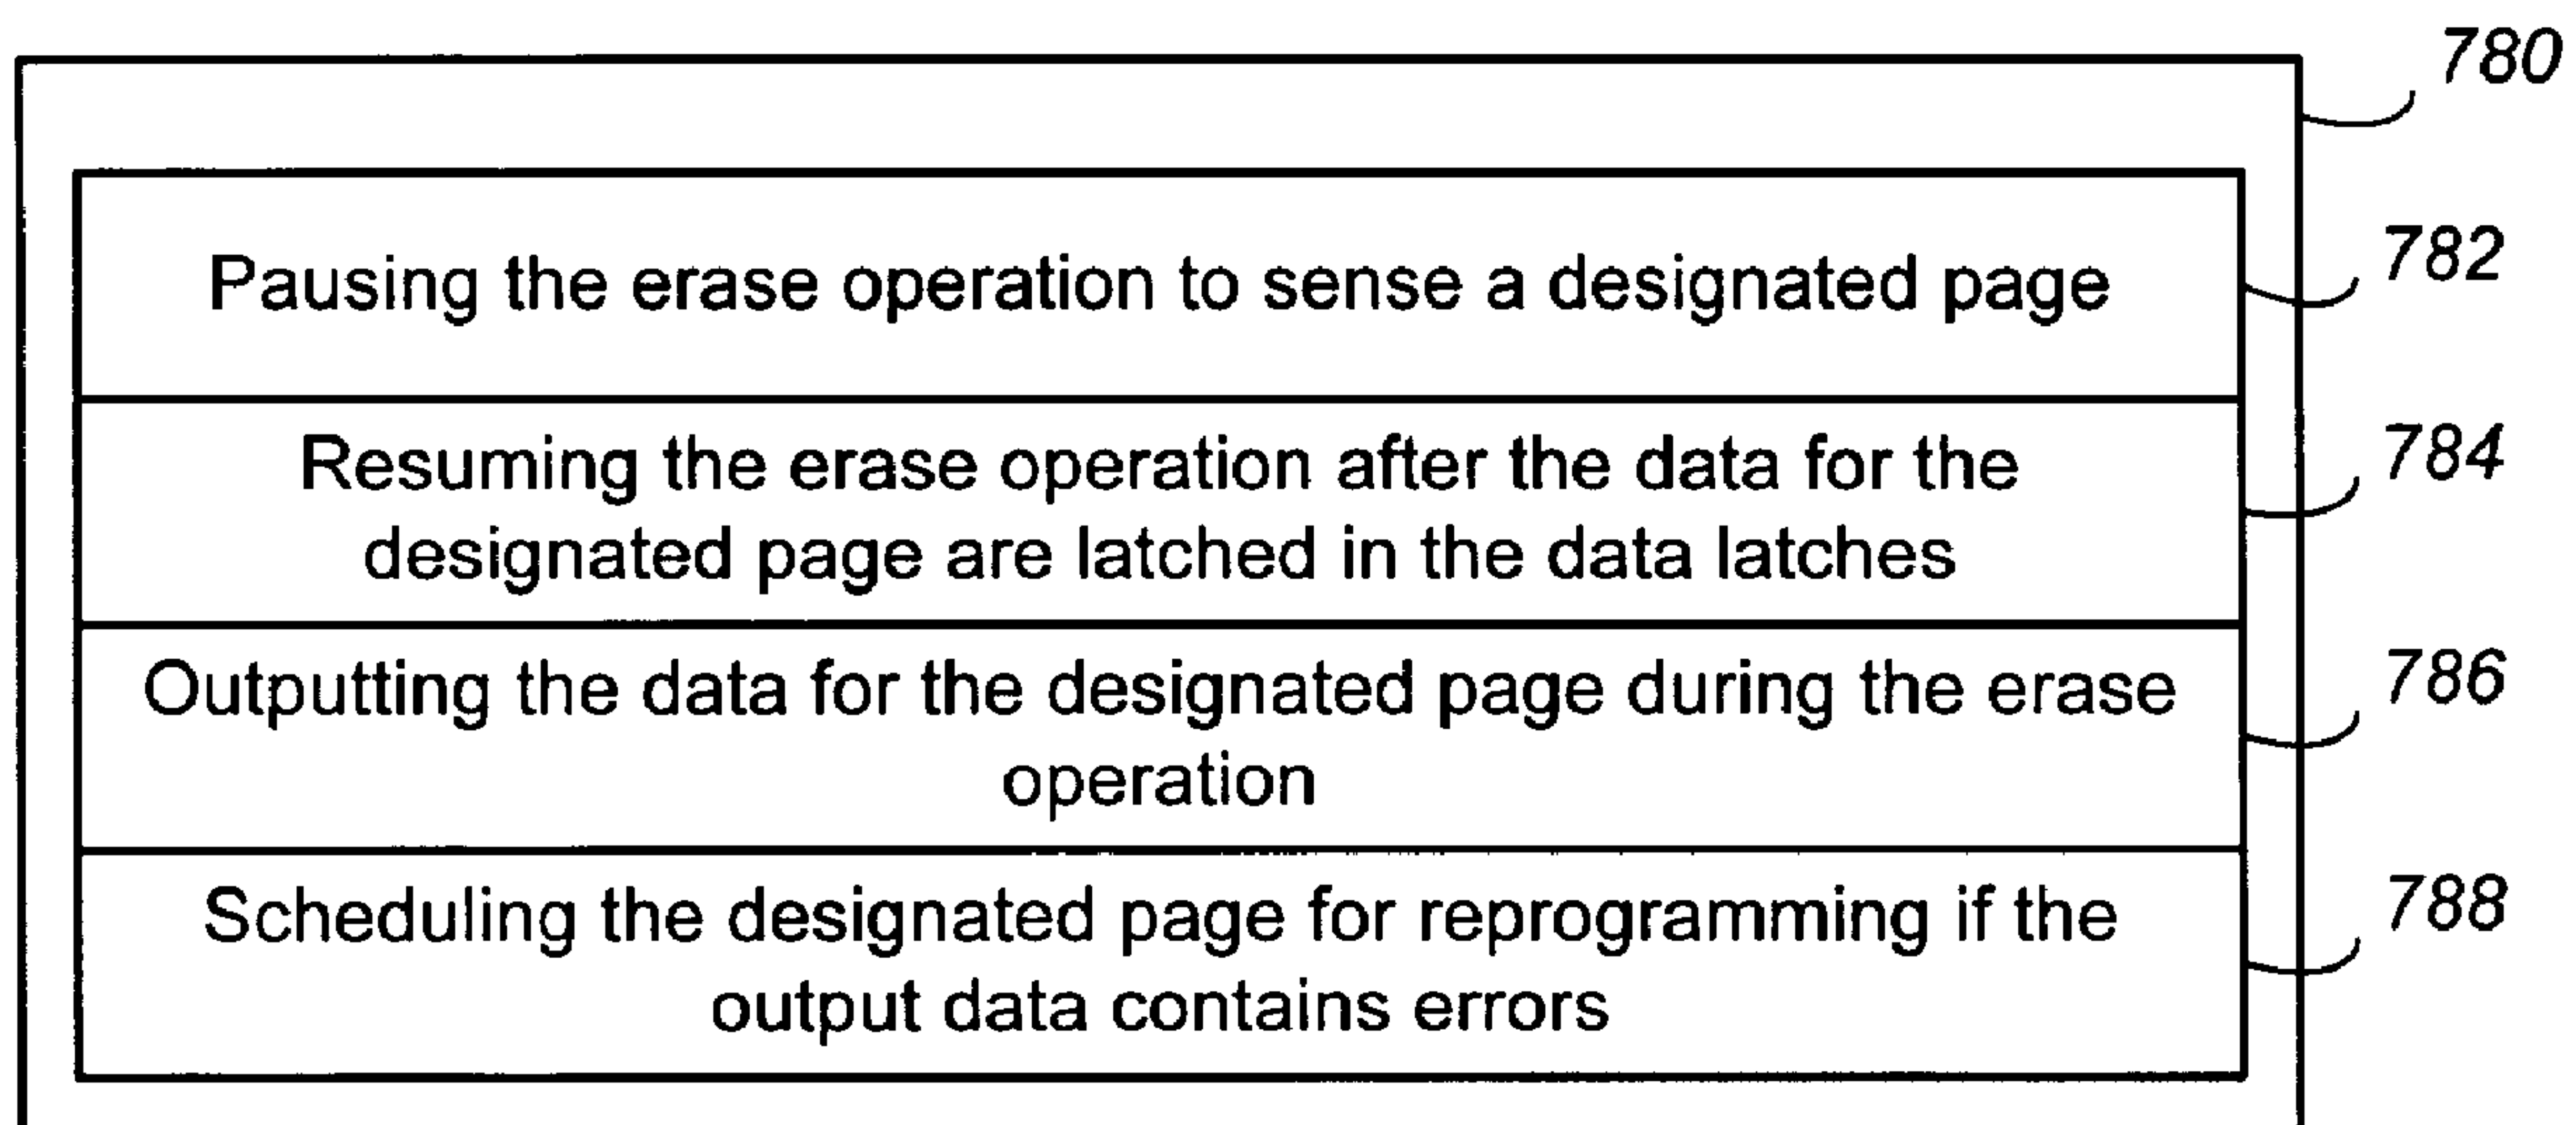 780
Pausing the erase operation to sense a designated page
782
Resuming the erase operation after the data for the
designated page are latched in the data latches
784
Outputting the data for the designated page during the erase
operation
786
Scheduling the designated page for reprogramming if the
output data contains errors
788